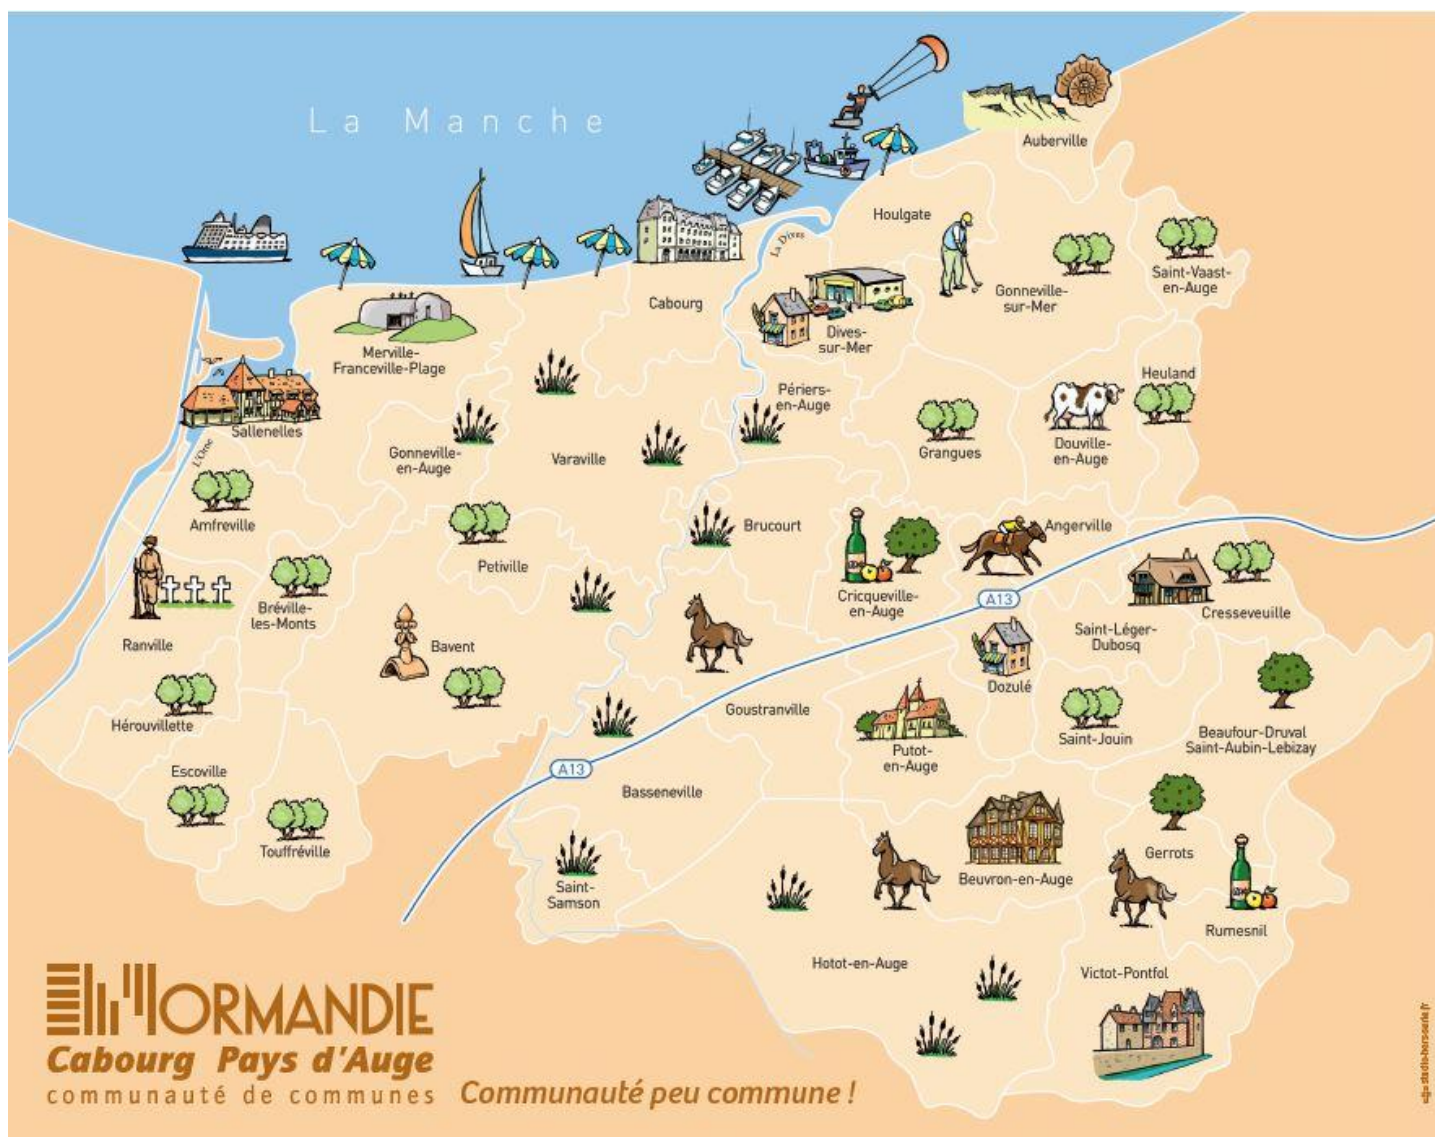 La Manche
Auberville
Houlgate
La Dives
Saint-Vaast-
en-Auge
Gonneville-
sur-Mer
Cabourg
Dives-
sur-Mer
Merville-
Franceville-Plage
Heuland
Périers-
en-Auge
Sallenelles
L'Orne
Gonneville-
en-Auge
Varaville
Grangues
Douville-
en-Auge
Amfreville
Brucourt
Angerville
Petiville
Cricqueville-
en-Auge
A13
Bréville-
les-Monts
Cresseveuille
Saint-Léger-
Dubosq
Ranville
Bavent
Dozulé
Goustranville
Hérouvillette
Saint-Jouin
Beaufour-Druval
Saint-Aubin-Lebizay
Putot-
en-Auge
Escoville
A13
Basseneville
Touffréville
Gerrots
Beuvron-en-Auge
Saint-
Samson
Rumesnil
Hotot-en-Auge
Victot-Pontfol
NORMANDIE
Cabourg Pays d'Auge
communauté de communes
Communauté peu commune !